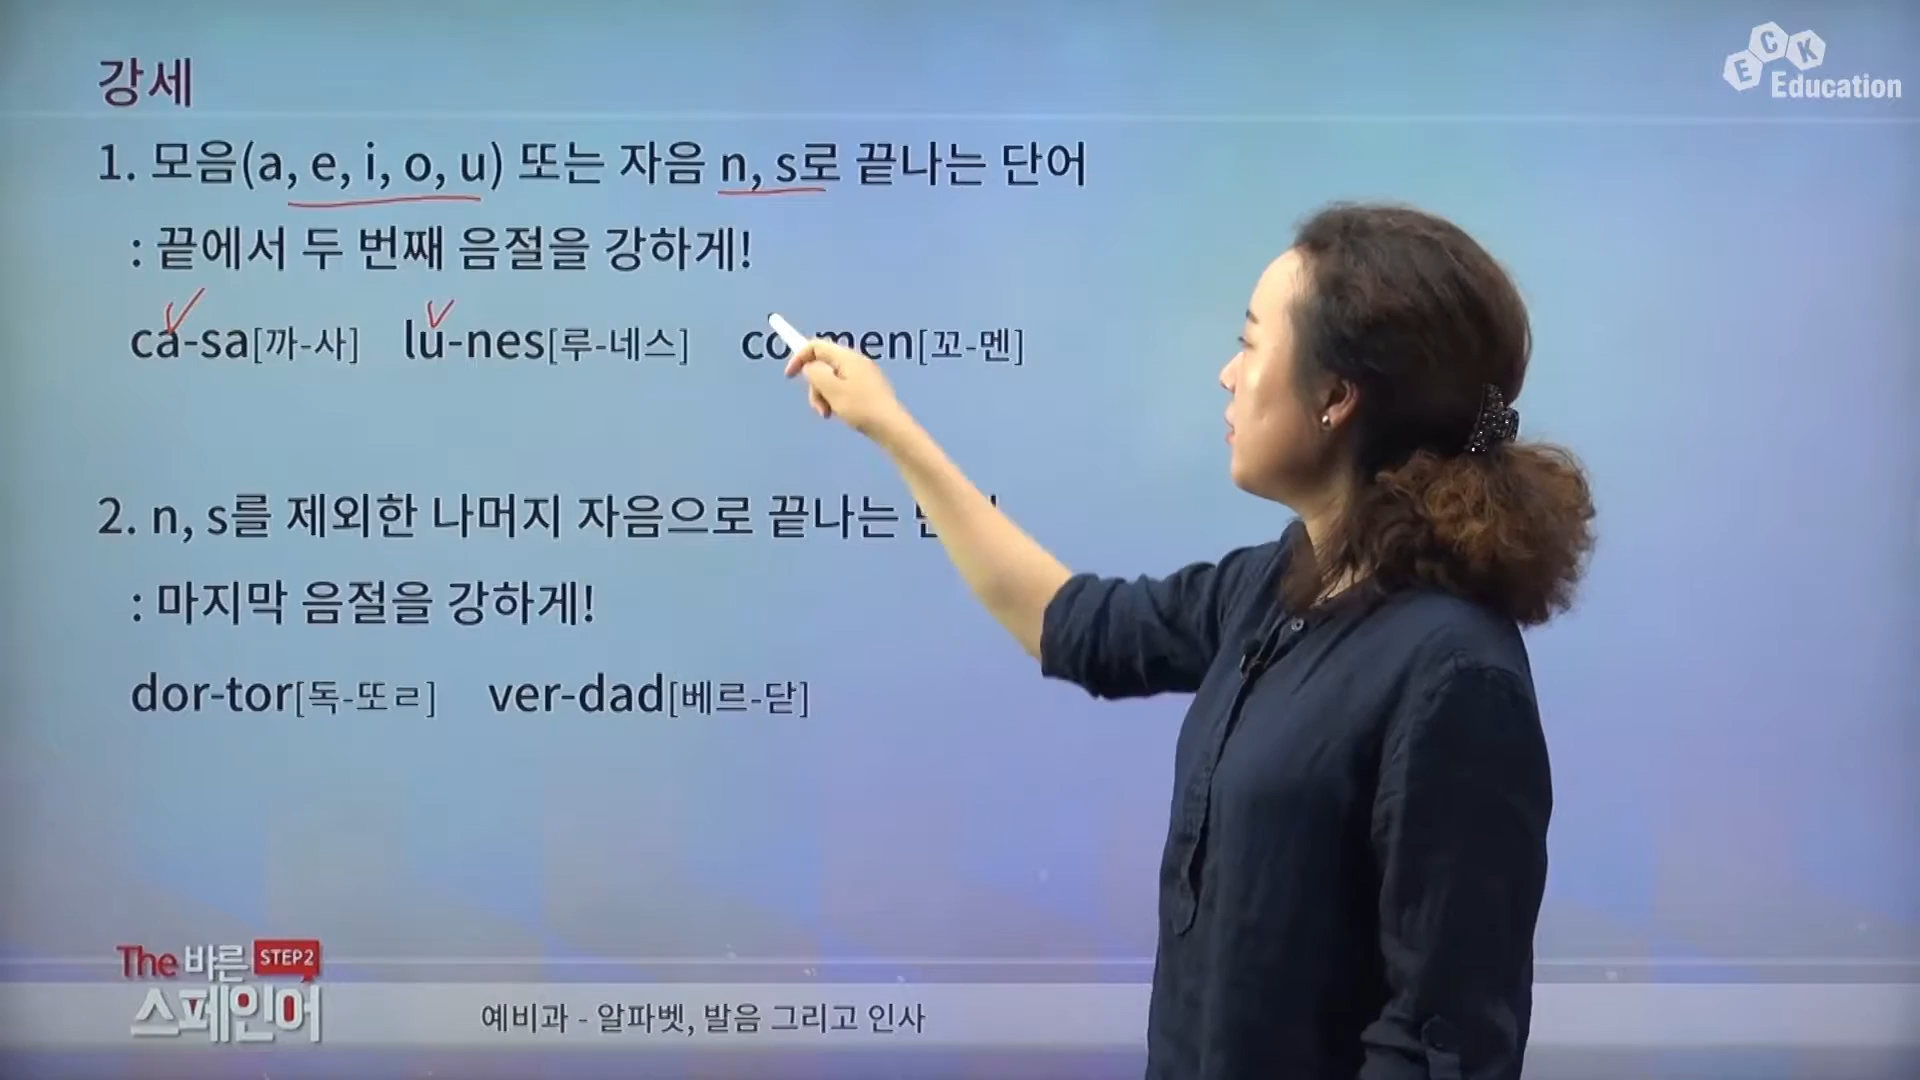 ECK
Education
강세
1. 모음(a, e, i, o, u) 또는 자음 n, s로 끝나는 단어
: 끝에서 두 번째 음절을 강하게!
ca-sa[까-사] lu-nes[루-네스] co-men[꼬-멘]
2. n, s를 제외한 나머지 자음으로 끝나는
: 마지막 음절을 강하게!
dor-tor[독-또ㄹ] ver-dad[베르-닫]
The 바른 STEP2
스페인어
예비과 - 알파벳, 발음 그리고 인사